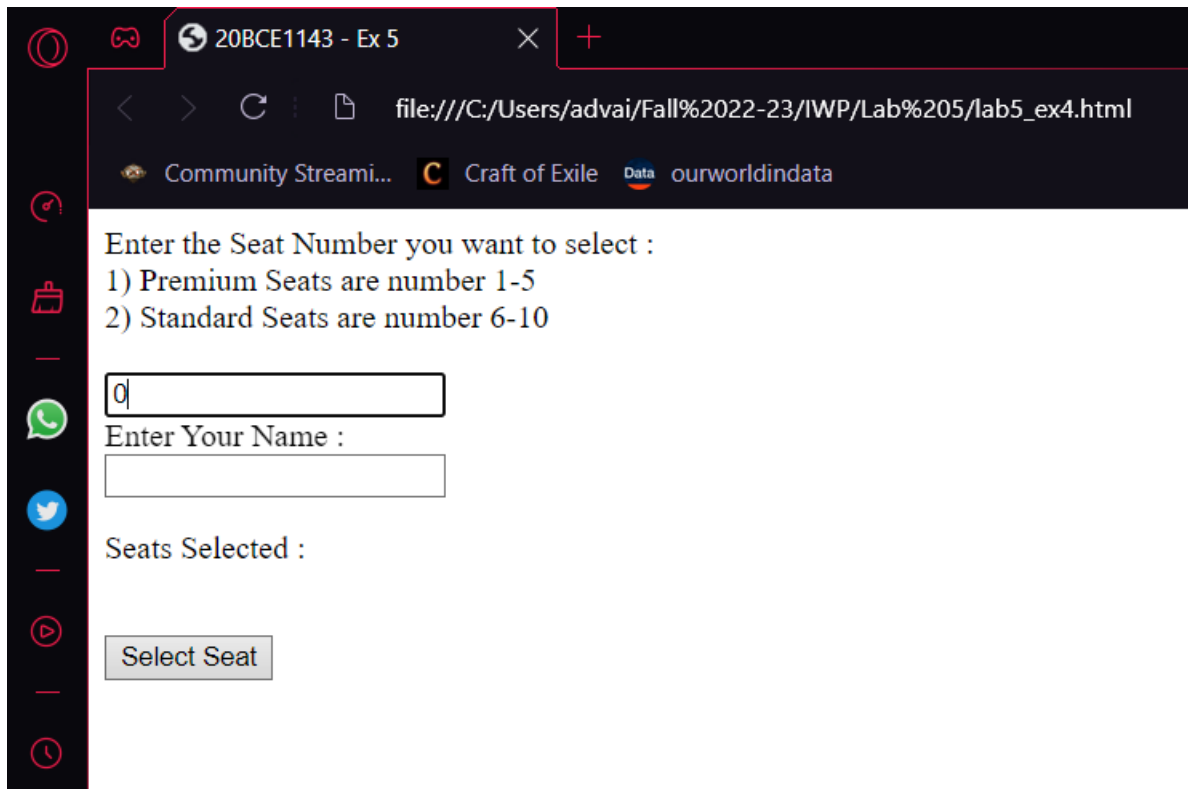 20BCE1143 - Ex 5
file:///C:/Users/advai/Fall%2022-23/IWP/Lab%205/lab5_ex4.html
Community Streami... C Craft of Exile Data ourworldindata
Enter the Seat Number you want to select :
1) Premium Seats are number 1-5
2) Standard Seats are number 6-10
0
Enter Your Name :
Seats Selected :
Select Seat